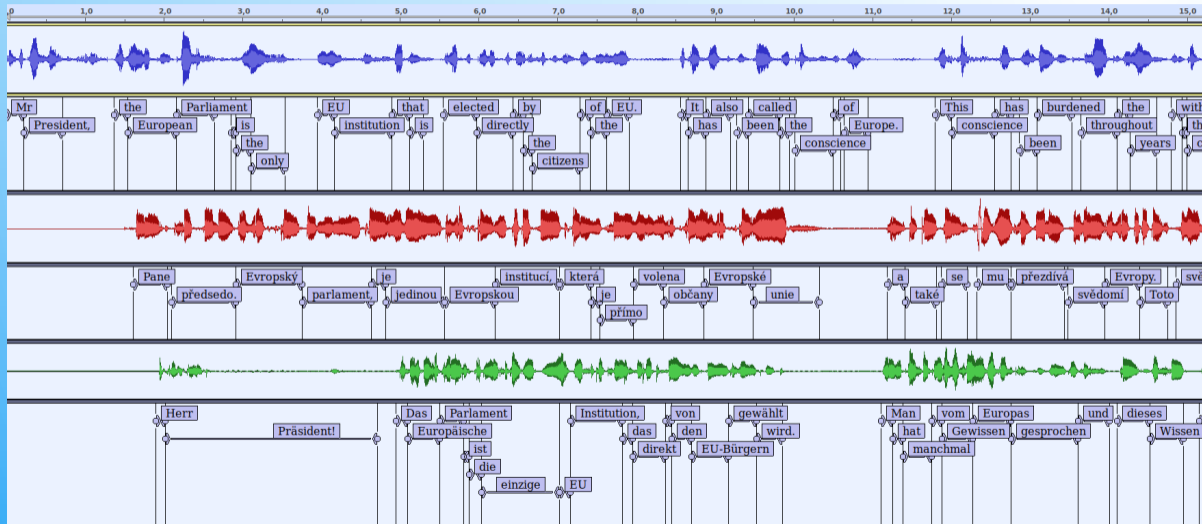 ,0 1,0 2,0 3,0 4,0 5,0 6,0 7,0 8,0 9,0 10,0 11,0 12,0 13,0 14,0 15,0
Mr the Parliament EU that elected by of EU. It also called of This has burdened the with
President, European is institution is directly the the has been the Europe. conscience throughout th
the the conscience been years c
only citizens
Pane Evropský je institucí, která volena Evropské a se mu přezdívá Evropy. své
předsedo. parlament, jedinou Evropskou je občany unie také svědomí Toto
přímo
Herr Das Parlament Institution, von gewählt Man vom Europas und dieses
Präsident! Europäische das den wird. hat Gewissen gesprochen Wissen
ist direkt EU-Bürgern manchmal
die
einzige EU